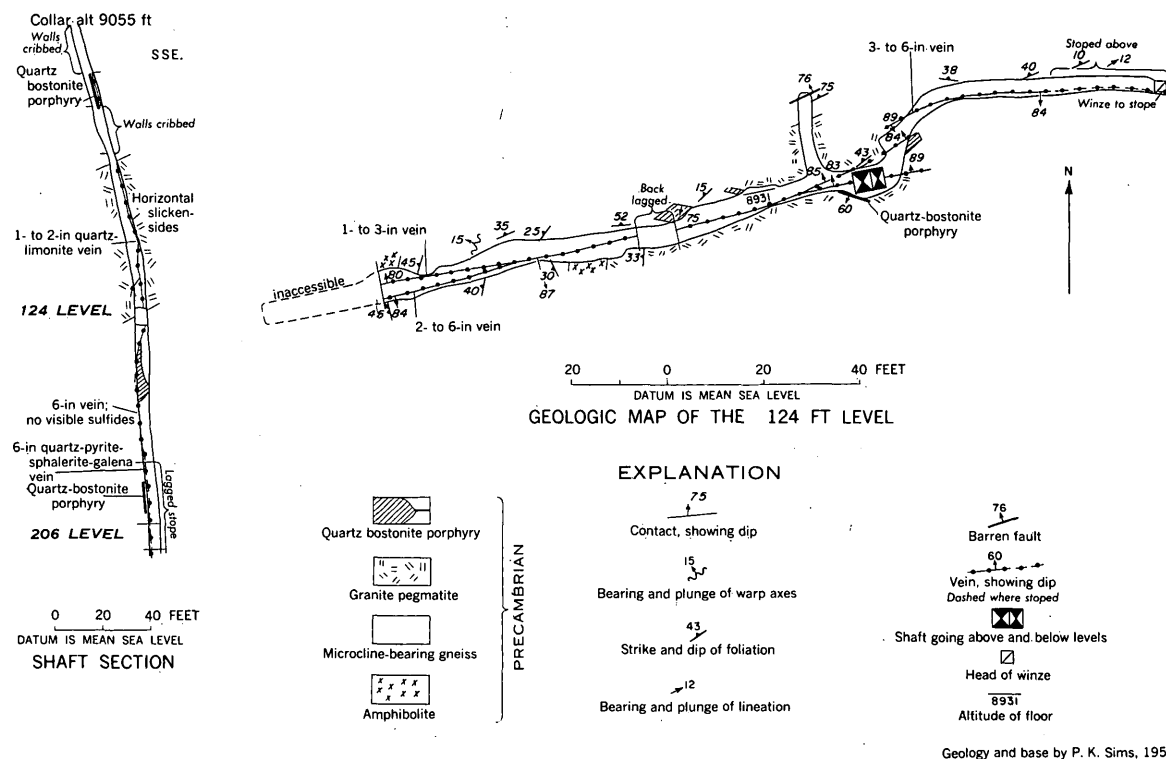 Collar alt 9055 ft
Walls
cribbed
SSE.
Quartz
bostonite
porphyry
Walls cribbed
Horizontal
slicken-
sides
1- to 2-in quartz-
limonite vein
124 LEVEL
6-in vein;
no visible sulfides
6-in quartz-pyrite-
sphalerite-galena
vein
Quartz-bostonite
porphyry
Lagged stope
206 LEVEL
0 20 40 FEET
DATUM IS MEAN SEA LEVEL
SHAFT SECTION
3- to 6-in vein
Stoped above
10
12
38
40
76
75
89
84
84
Winze to stope
43
83
85
89
8931
60
Quartz-bostonite
porphyry
N
Back
lagged
15
75
52
33
35
25
15
1- to 3-in vein
45
80
inaccessible
30
87
40
45
84
2- to 6-in vein
20 0 20 40 FEET
DATUM IS MEAN SEA LEVEL
GEOLOGIC MAP OF THE 124 FT LEVEL
EXPLANATION
Quartz bostonite porphyry
Granite pegmatite
Microcline-bearing gneiss
Amphibolite
PRECAMBRIAN
75
Contact, showing dip
15
Bearing and plunge of warp axes
43
Strike and dip of foliation
12
Bearing and plunge of lineation
76
Barren fault
60
Vein, showing dip
Dashed where stoped
Shaft going above and below levels
Head of winze
8931
Altitude of floor
Geology and base by P. K. Sims, 195